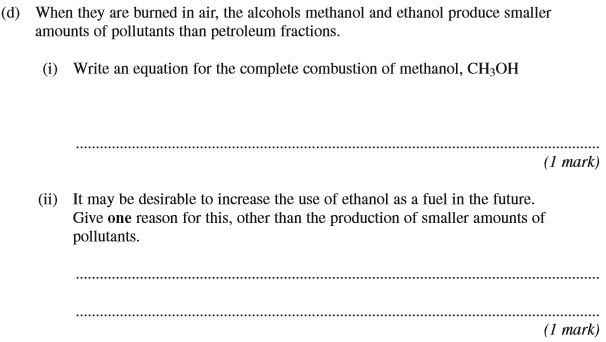 (d) When they are burned in air, the alcohols methanol and ethanol produce smaller
amounts of pollutants than petroleum fractions.
(i) Write an equation for the complete combustion of methanol, CH₃OH
(1 mark)
(ii) It may be desirable to increase the use of ethanol as a fuel in the future.
Give one reason for this, other than the production of smaller amounts of
pollutants.
(1 mark)